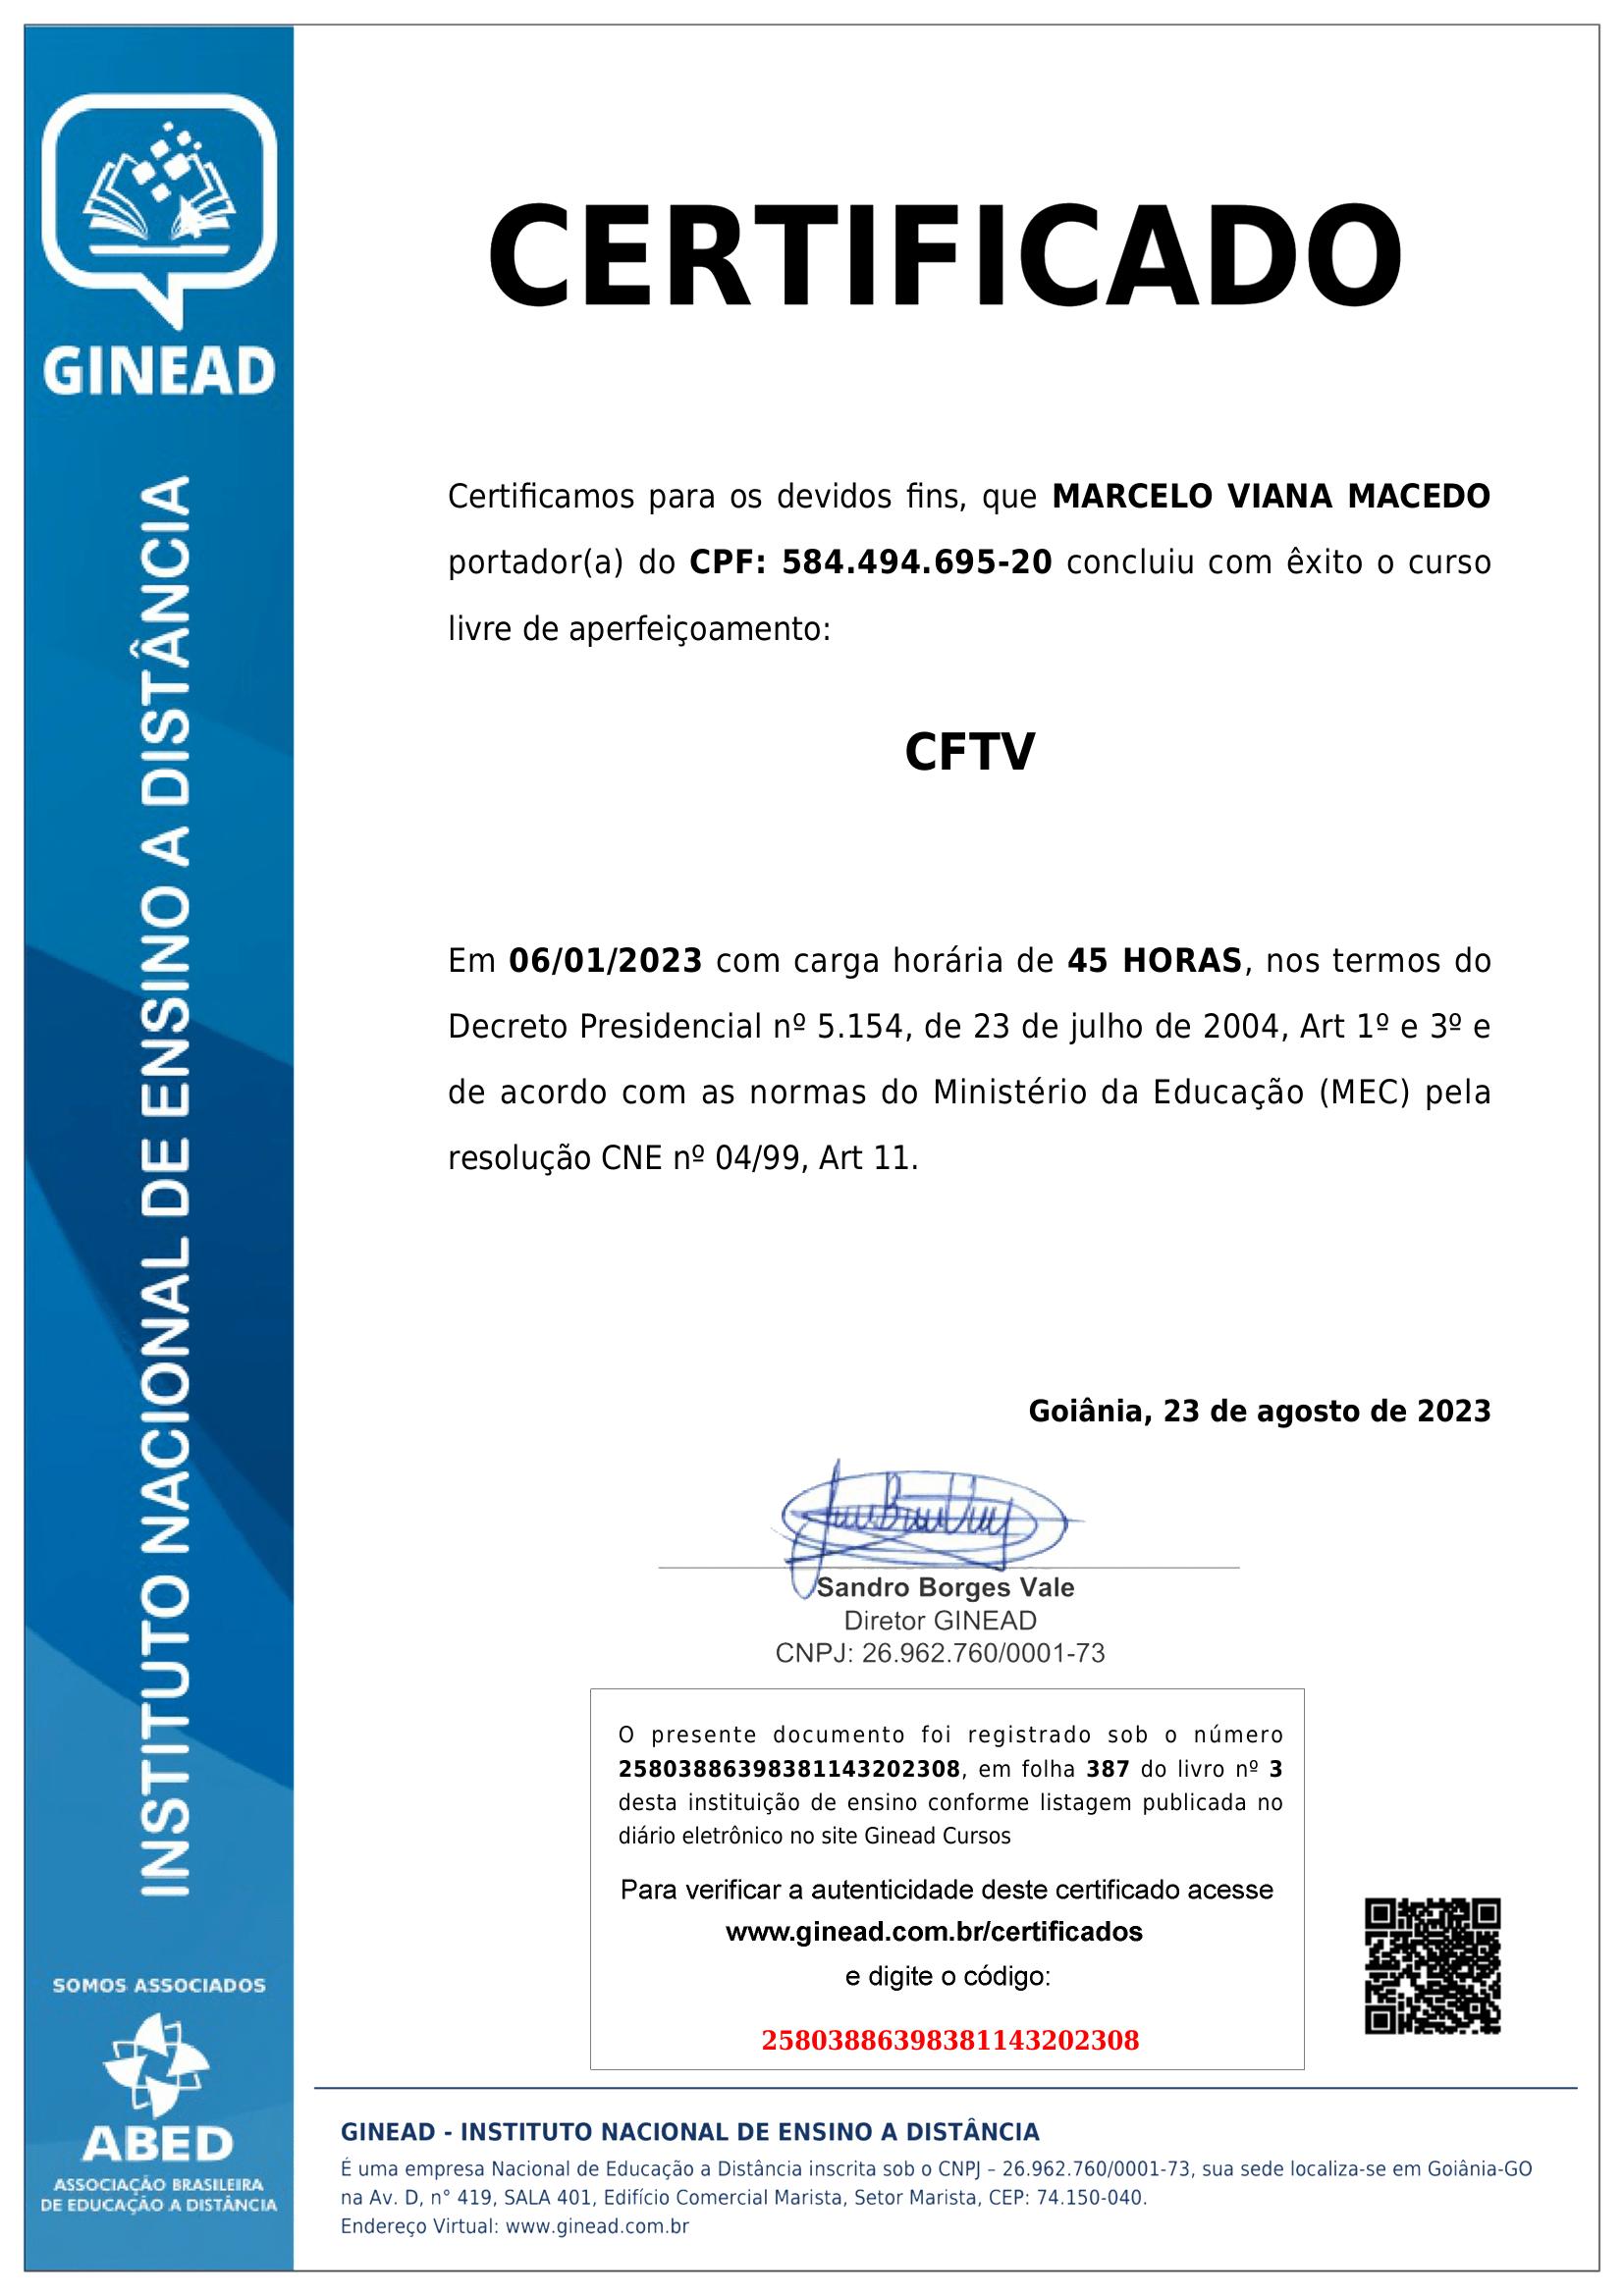 GINEAD
INSTITUTO NACIONAL DE ENSINO A DISTÂNCIA
SOMOS ASSOCIADOS
ABED
ASSOCIAÇÃO BRASILEIRA
DE EDUCAÇÃO A DISTÂNCIA
CERTIFICADO
Certificamos para os devidos fins, que MARCELO VIANA MACEDO
portador(a) do CPF: 584.494.695-20 concluiu com êxito o curso
livre de aperfeiçoamento:
CFTV
Em 06/01/2023 com carga horária de 45 HORAS, nos termos do
Decreto Presidencial nº 5.154, de 23 de julho de 2004, Art 1º e 3º e
de acordo com as normas do Ministério da Educação (MEC) pela
resolução CNE nº 04/99, Art 11.
Goiânia, 23 de agosto de 2023
Sandro Borges Vale
Diretor GINEAD
CNPJ: 26.962.760/0001-73
O presente documento foi registrado sob o número
25803886398381143202308, em folha 387 do livro nº 3
desta instituição de ensino conforme listagem publicada no
diário eletrônico no site Ginead Cursos
Para verificar a autenticidade deste certificado acesse
www.ginead.com.br/certificados
e digite o código:
25803886398381143202308
GINEAD - INSTITUTO NACIONAL DE ENSINO A DISTÂNCIA
É uma empresa Nacional de Educação a Distância inscrita sob o CNPJ – 26.962.760/0001-73, sua sede localiza-se em Goiânia-GO
na Av. D, n° 419, SALA 401, Edifício Comercial Marista, Setor Marista, CEP: 74.150-040.
Endereço Virtual: www.ginead.com.br